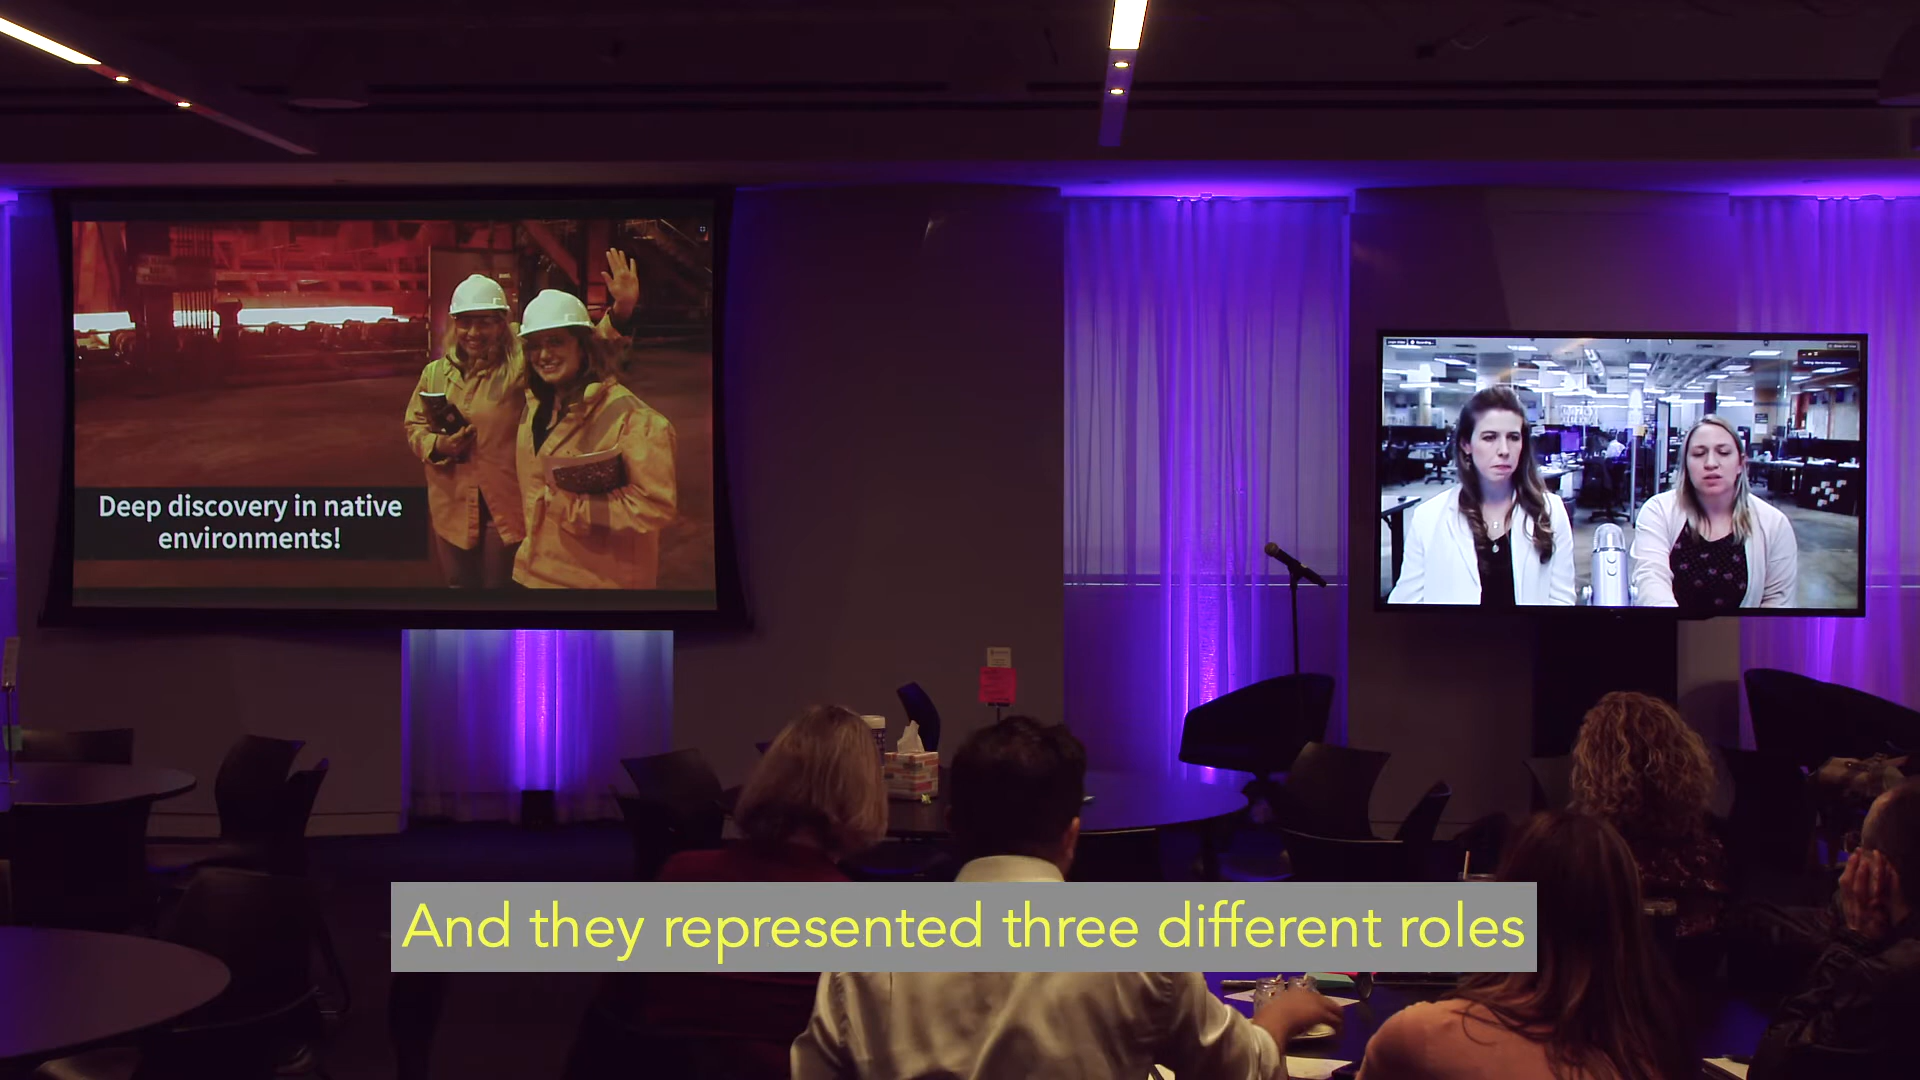 Deep discovery in native
environments!
And they represented three different roles